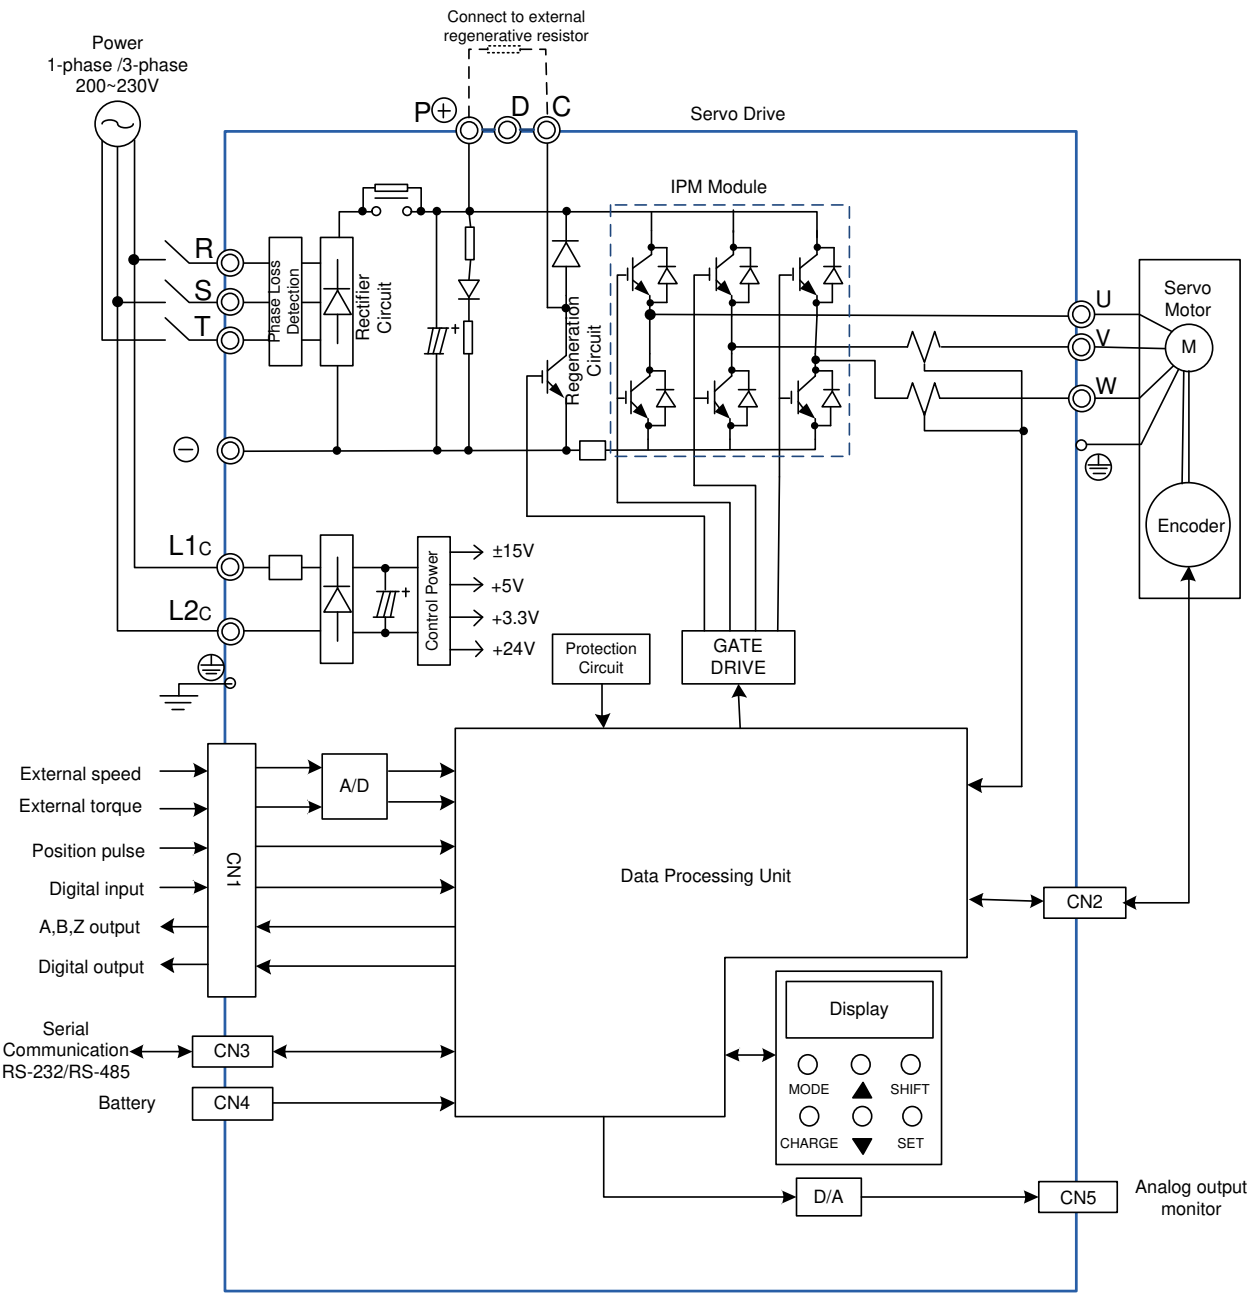 Connect to external
regenerative resistor
Power
1-phase /3-phase
200~230V
P⊕
D
C
Servo Drive
IPM Module
R
S
T
Phase Loss
Detection
Rectifier
Circuit
+
Regeneration
Circuit
U
V
W
Servo
Motor
M
Encoder
L1C
L2C
+
Control Power
±15V
+5V
+3.3V
+24V
Protection
Circuit
GATE
DRIVE
External speed
External torque
Position pulse
Digital input
A,B,Z output
Digital output
CN1
A/D
Data Processing Unit
CN2
Serial
Communication
RS-232/RS-485
CN3
Battery
CN4
Display
MODE
▲
SHIFT
CHARGE
▼
SET
D/A
CN5
Analog output
monitor